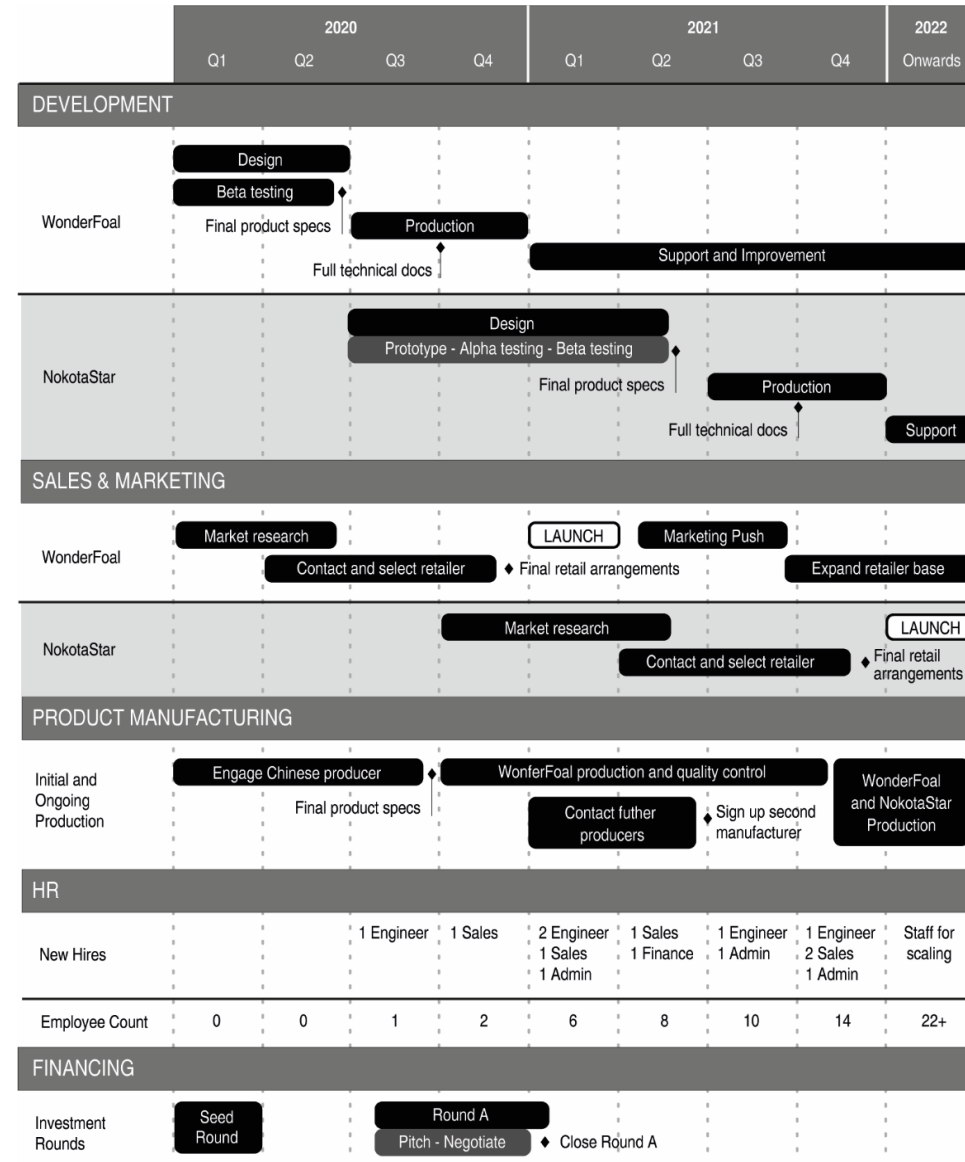 2020 2021 2022
Q1 Q2 Q3 Q4 Q1 Q2 Q3 Q4 Onwards
DEVELOPMENT
WonderFoal
Design
Beta testing
Final product specs
Production
Full technical docs
Support and Improvement
NokotaStar
Design
Prototype - Alpha testing - Beta testing
Final product specs
Production
Full technical docs
Support
SALES & MARKETING
WonderFoal
Market research
LAUNCH
Marketing Push
Contact and select retailer
Final retail arrangements
Expand retailer base
NokotaStar
Market research
LAUNCH
Contact and select retailer
Final retail
arrangements
PRODUCT MANUFACTURING
Initial and
Ongoing
Production
Engage Chinese producer
Final product specs
WonferFoal production and quality control
Contact futher
producers
Sign up second
manufacturer
WonderFoal
and NokotaStar
Production
HR
New Hires
1 Engineer
1 Sales
2 Engineer
1 Sales
1 Admin
1 Sales
1 Finance
1 Engineer
1 Admin
1 Engineer
2 Sales
1 Admin
Staff for
scaling
Employee Count 0 0 1 2 6 8 10 14 22+
FINANCING
Investment
Rounds
Seed
Round
Round A
Pitch - Negotiate
Close Round A